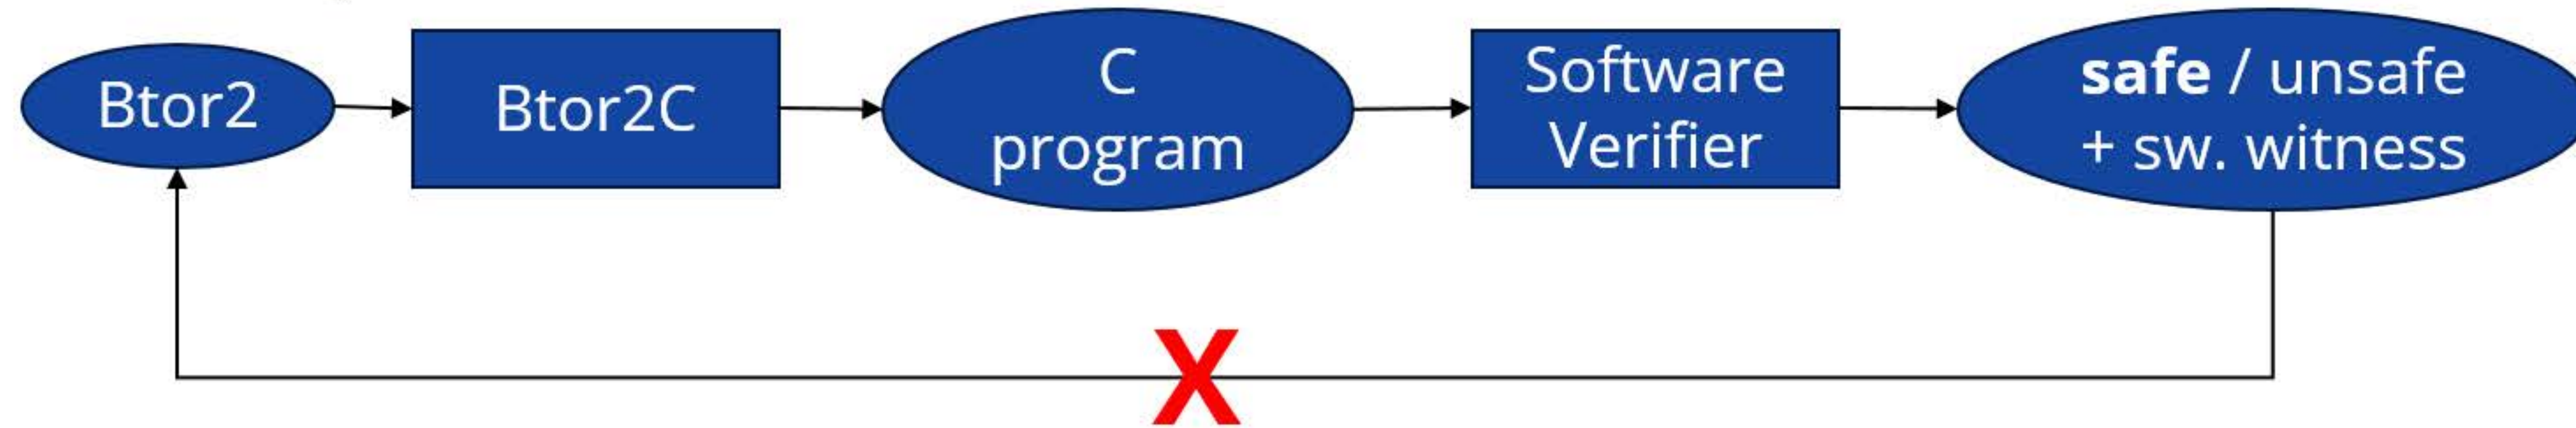 Btor2
Btor2C
C
program
Software
Verifier
safe / unsafe
+ sw. witness
X